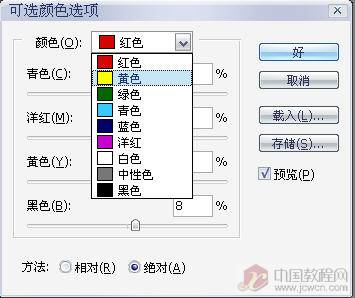 可选颜色选项
颜色(O): 红色
红色
黄色
绿色
青色
蓝色
洋红
白色
中性色
黑色
青色(C): %
洋红(M): %
黄色(Y): %
黑色(B): 8 %
方法: 相对(R) 绝对(A)
好
取消
载入(L)...
存储(S)...
预览(P)
中国教程网
www.jcwcn.com